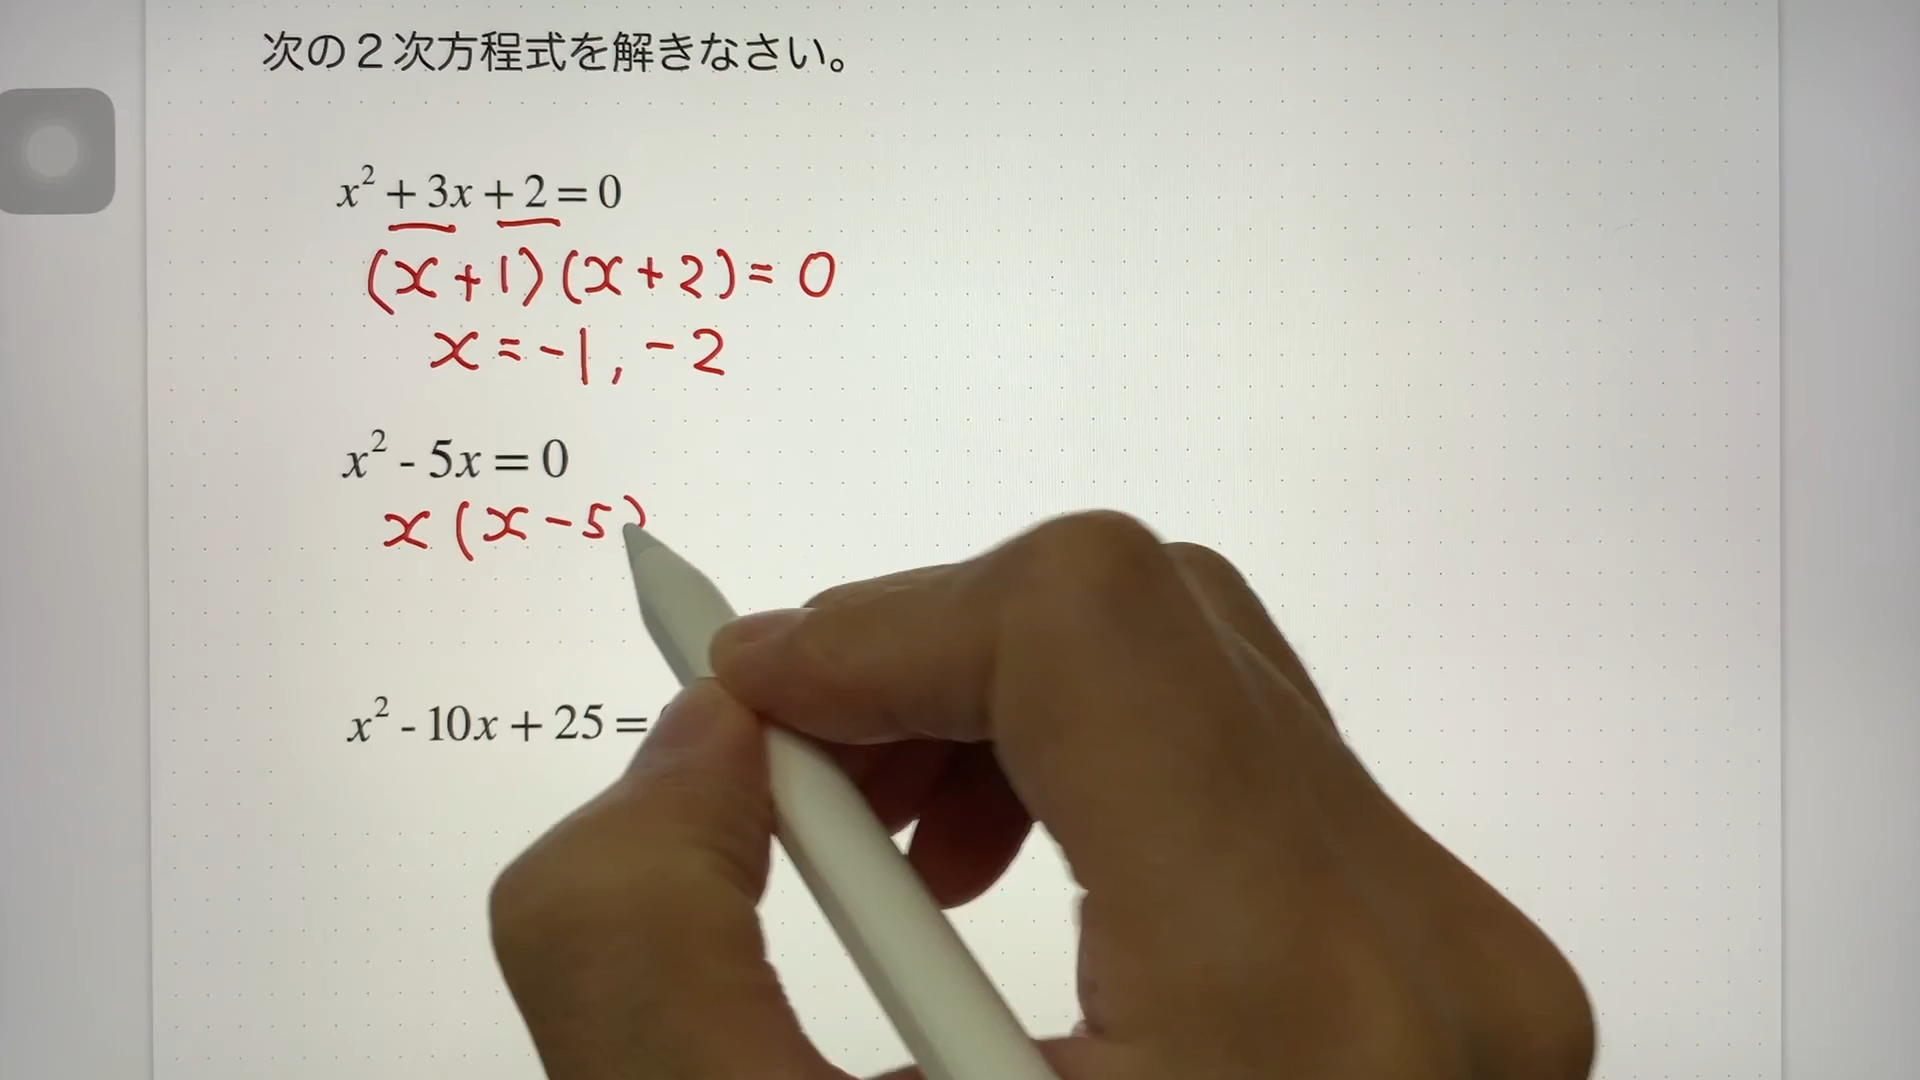 次の２次方程式を解きなさい。
x² + 3x + 2 = 0
(x + 1)(x + 2) = 0
x = -1, -2
x² - 5x = 0
x(x - 5)
x² - 10x + 25 =